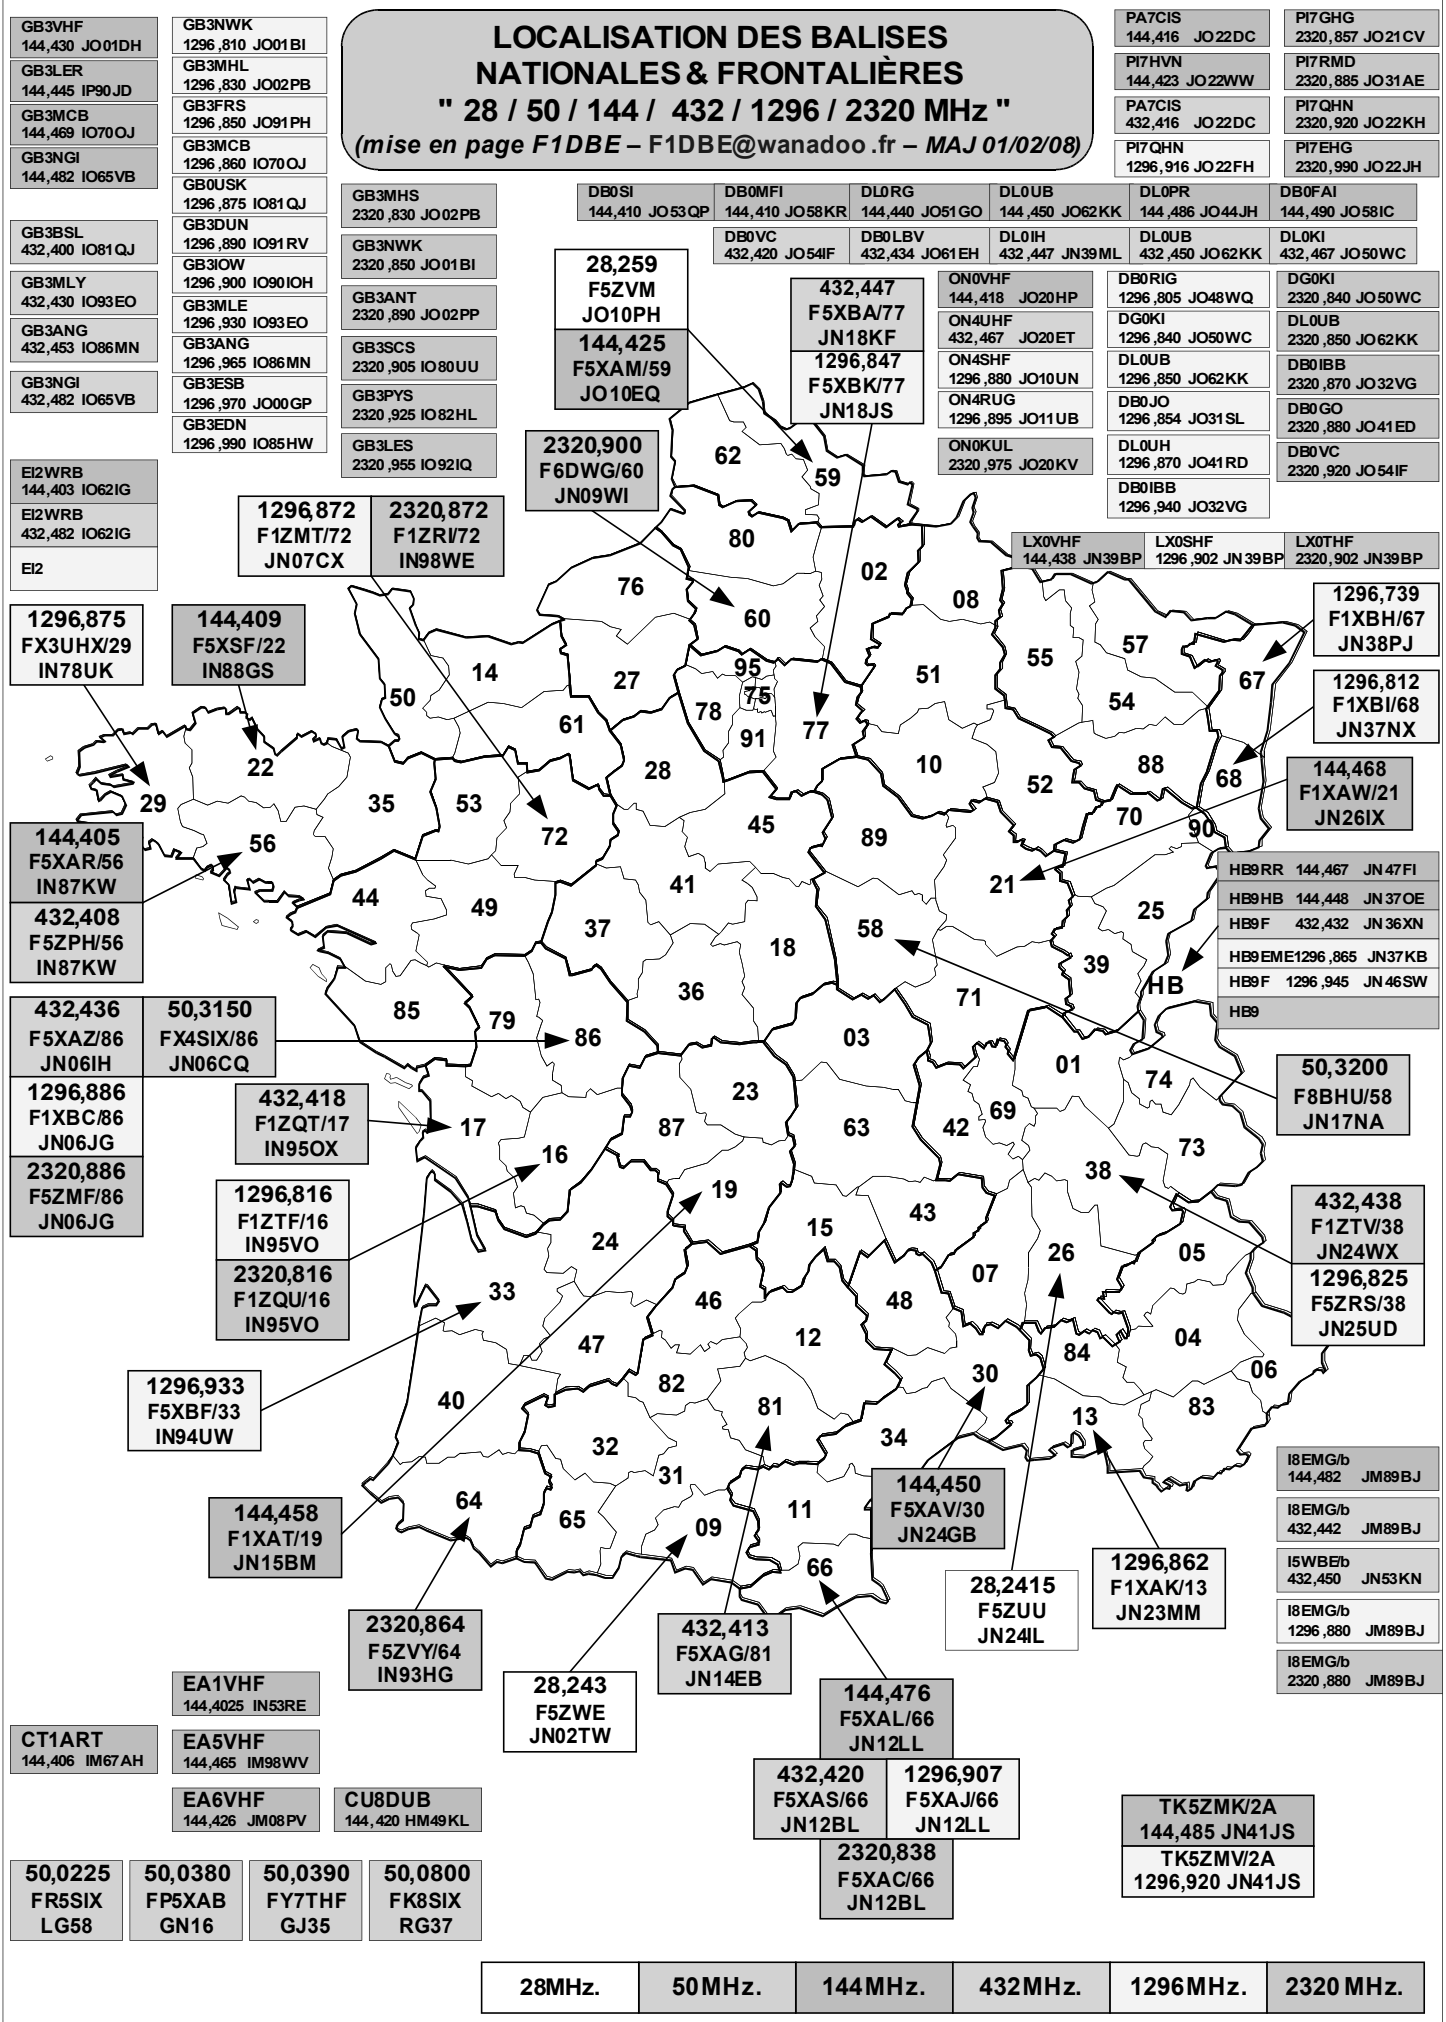 LOCALISATION DES BALISES
NATIONALES & FRONTALIÈRES
" 28 / 50 / 144 / 432 / 1296 / 2320 MHz "
(mise en page F1DBE – F1DBE@wanadoo.fr – MAJ 01/02/08)
GB3VHF
144,430 JO01DH
GB3LER
144,445 IP90JD
GB3MCB
144,469 IO70OJ
GB3NGI
144,482 IO65VB
GB3BSL
432,400 IO81QJ
GB3MLY
432,430 IO93EO
GB3ANG
432,453 IO86MN
GB3NGI
432,482 IO65VB
EI2WRB
144,403 IO62IG
EI2WRB
432,482 IO62IG
EI2
GB3NWK
1296,810 JO01BI
GB3MHL
1296,830 JO02PB
GB3FRS
1296,850 JO91PH
GB3MCB
1296,860 IO70OJ
GB0USK
1296,875 IO81QJ
GB3DUN
1296,890 IO91RV
GB3IOW
1296,900 IO90IOH
GB3MLE
1296,930 IO93EO
GB3ANG
1296,965 IO86MN
GB3ESB
1296,970 JO00GP
GB3EDN
1296,990 IO85HW
GB3MHS
2320,830 JO02PB
GB3NWK
2320,850 JO01BI
GB3ANT
2320,890 JO02PP
GB3SCS
2320,905 IO80UU
GB3PYS
2320,925 IO82HL
GB3LES
2320,955 IO92IQ
PA7CIS
144,416 JO22DC
PI7HVN
144,423 JO22WW
PA7CIS
432,416 JO22DC
PI7QHN
1296,916 JO22FH
PI7GHG
2320,857 JO21CV
PI7RMD
2320,885 JO31AE
PI7QHN
2320,920 JO22KH
PI7EHG
2320,990 JO22JH
DB0SI
144,410 JO53QP
DB0MFI
144,410 JO58KR
DL0RG
144,440 JO51GO
DL0UB
144,450 JO62KK
DL0PR
144,486 JO44JH
DB0FAI
144,490 JO58IC
DB0VC
432,420 JO54IF
DB0LBV
432,434 JO61EH
DL0IH
432,447 JN39ML
DL0UB
432,450 JO62KK
DL0KI
432,467 JO50WC
ON0VHF
144,418 JO20HP
ON4UHF
432,467 JO20ET
ON4SHF
1296,880 JO10UN
ON4RUG
1296,895 JO11UB
ON0KUL
2320,975 JO20KV
DB0RIG
1296,805 JO48WQ
DG0KI
1296,840 JO50WC
DL0UB
1296,850 JO62KK
DB0JO
1296,854 JO31SL
DL0UH
1296,870 JO41RD
DB0IBB
1296,940 JO32VG
DG0KI
2320,840 JO50WC
DL0UB
2320,850 JO62KK
DB0IBB
2320,870 JO32VG
DB0GO
2320,880 JO41ED
DB0VC
2320,920 JO54IF
LX0VHF
144,438 JN39BP
LX0SHF
1296,902 JN39BP
LX0THF
2320,902 JN39BP
28,259
F5ZVM
JO10PH
144,425
F5XAM/59
JO10EQ
432,447
F5XBA/77
JN18KF
1296,847
F5XBK/77
JN18JS
2320,900
F6DWG/60
JN09WI
1296,872
F1ZMT/72
JN07CX
2320,872
F1ZRI/72
IN98WE
1296,875
FX3UHX/29
IN78UK
144,409
F5XSF/22
IN88GS
1296,739
F1XBH/67
JN38PJ
1296,812
F1XBI/68
JN37NX
144,468
F1XAW/21
JN26IX
144,405
F5XAR/56
IN87KW
432,408
F5ZPH/56
IN87KW
HB9RR 144,467 JN47FI
HB9HB 144,448 JN37OE
HB9F 432,432 JN36XN
HB9EME1296,865 JN37KB
HB9F 1296,945 JN46SW
HB9
432,436
F5XAZ/86
JN06IH
50,3150
FX4SIX/86
JN06CQ
1296,886
F1XBC/86
JN06JG
2320,886
F5ZMF/86
JN06JG
432,418
F1ZQT/17
IN95OX
1296,816
F1ZTF/16
IN95VO
2320,816
F1ZQU/16
IN95VO
50,3200
F8BHU/58
JN17NA
432,438
F1ZTV/38
JN24WX
1296,825
F5ZRS/38
JN25UD
1296,933
F5XBF/33
IN94UW
144,458
F1XAT/19
JN15BM
2320,864
F5ZVY/64
IN93HG
28,243
F5ZWE
JN02TW
432,413
F5XAG/81
JN14EB
144,450
F5XAV/30
JN24GB
28,2415
F5ZUU
JN24IL
1296,862
F1XAK/13
JN23MM
144,476
F5XAL/66
JN12LL
432,420
F5XAS/66
JN12BL
1296,907
F5XAJ/66
JN12LL
2320,838
F5XAC/66
JN12BL
I8EMG/b
144,482 JM89BJ
I8EMG/b
432,442 JM89BJ
I5WBE/b
432,450 JN53KN
I8EMG/b
1296,880 JM89BJ
I8EMG/b
2320,880 JM89BJ
EA1VHF
144,4025 IN53RE
CT1ART
144,406 IM67AH
EA5VHF
144,465 IM98WV
EA6VHF
144,426 JM08PV
CU8DUB
144,420 HM49KL
TK5ZMK/2A
144,485 JN41JS
TK5ZMV/2A
1296,920 JN41JS
50,0225
FR5SIX
LG58
50,0380
FP5XAB
GN16
50,0390
FY7THF
GJ35
50,0800
FK8SIX
RG37
62
59
80
02
76
60
08
14
50
27
95
75
78
91
77
51
55
57
67
54
61
28
10
52
88
68
22
29
35
53
72
45
89
70
90
56
44
49
41
21
25
37
58
18
39
HB
36
71
85
79
86
03
01
74
23
69
42
17
87
63
16
73
38
19
43
15
24
05
26
07
33
46
48
12
47
04
84
06
30
82
40
81
13
83
32
34
31
64
65
09
11
66
28MHz. 50MHz. 144MHz. 432MHz. 1296MHz. 2320 MHz.